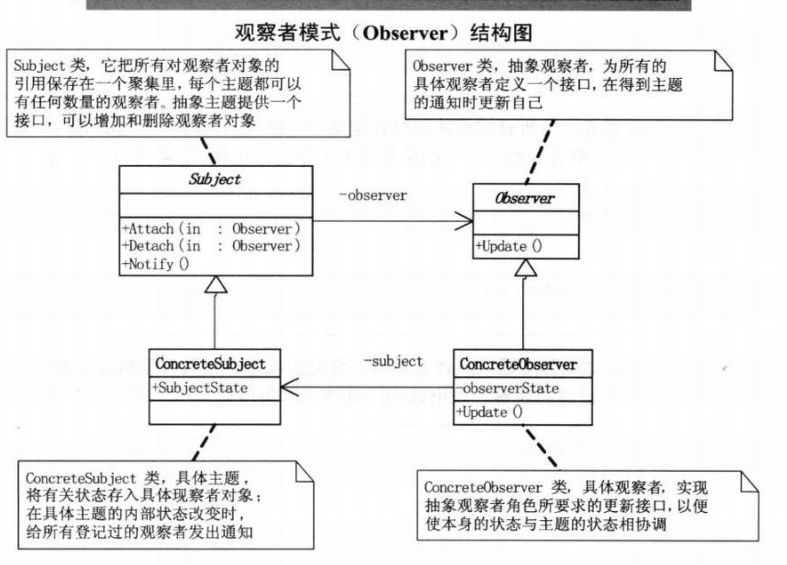 观察者模式（Observer）结构图
Subject 类，它把所有对观察者对象的
引用保存在一个聚集里，每个主题都可以
有任何数量的观察者。抽象主题提供一个
接口，可以增加和删除观察者对象
Observer 类，抽象观察者，为所有的
具体观察者定义一个接口，在得到主题
的通知时更新自己
Subject
+Attach(in : Observer)
+Detach(in : Observer)
+Notify()
-observer
Observer
+Update()
ConcreteSubject
+SubjectState
-subject
ConcreteObserver
-observerState
+Update()
ConcreteSubject 类，具体主题，
将有关状态存入具体现察者对象；
在具体主题的内部状态改变时，
给所有登记过的观察者发出通知
ConcreteObserver 类，具体观察者，实现
抽象观察者角色所要求的更新接口，以便
使本身的状态与主题的状态相协调